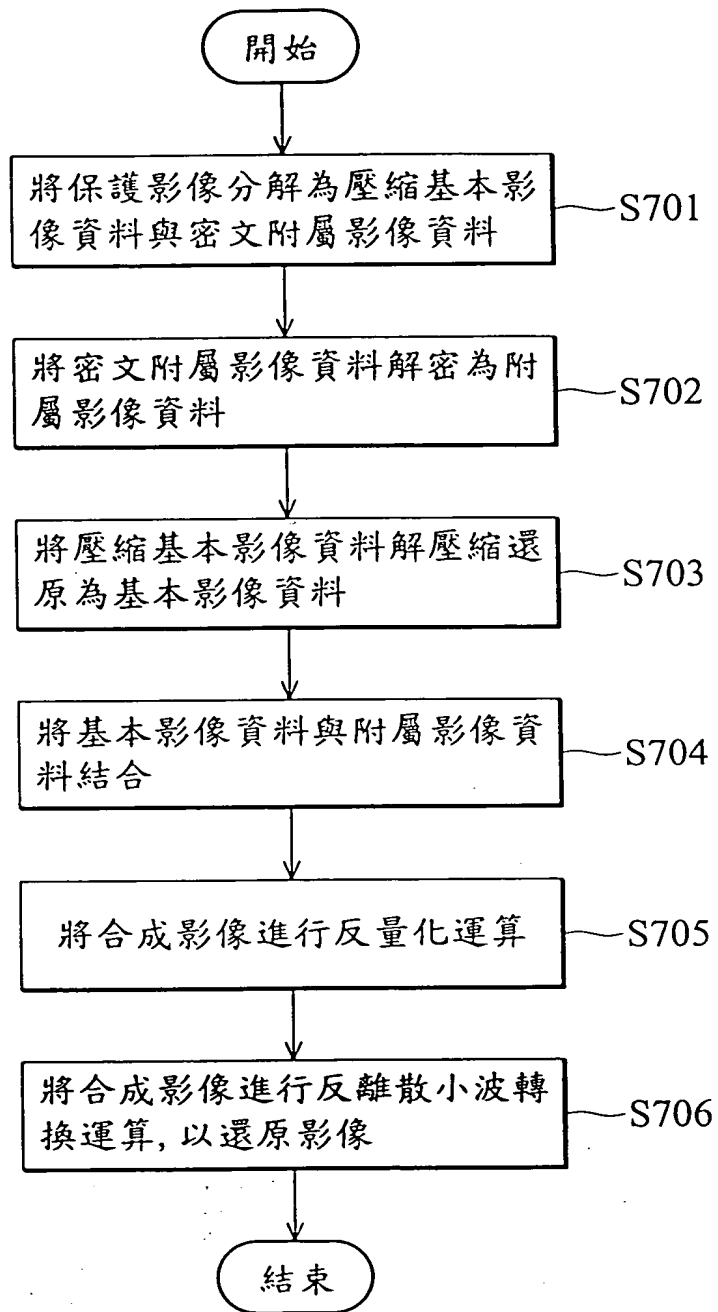 開始
將保護影像分解為壓縮基本影
像資料與密文附屬影像資料
S701
將密文附屬影像資料解密為附
屬影像資料
S702
將壓縮基本影像資料解壓縮還
原為基本影像資料
S703
將基本影像資料與附屬影像資
料結合
S704
將合成影像進行反量化運算
S705
將合成影像進行反離散小波轉
換運算, 以還原影像
S706
結束